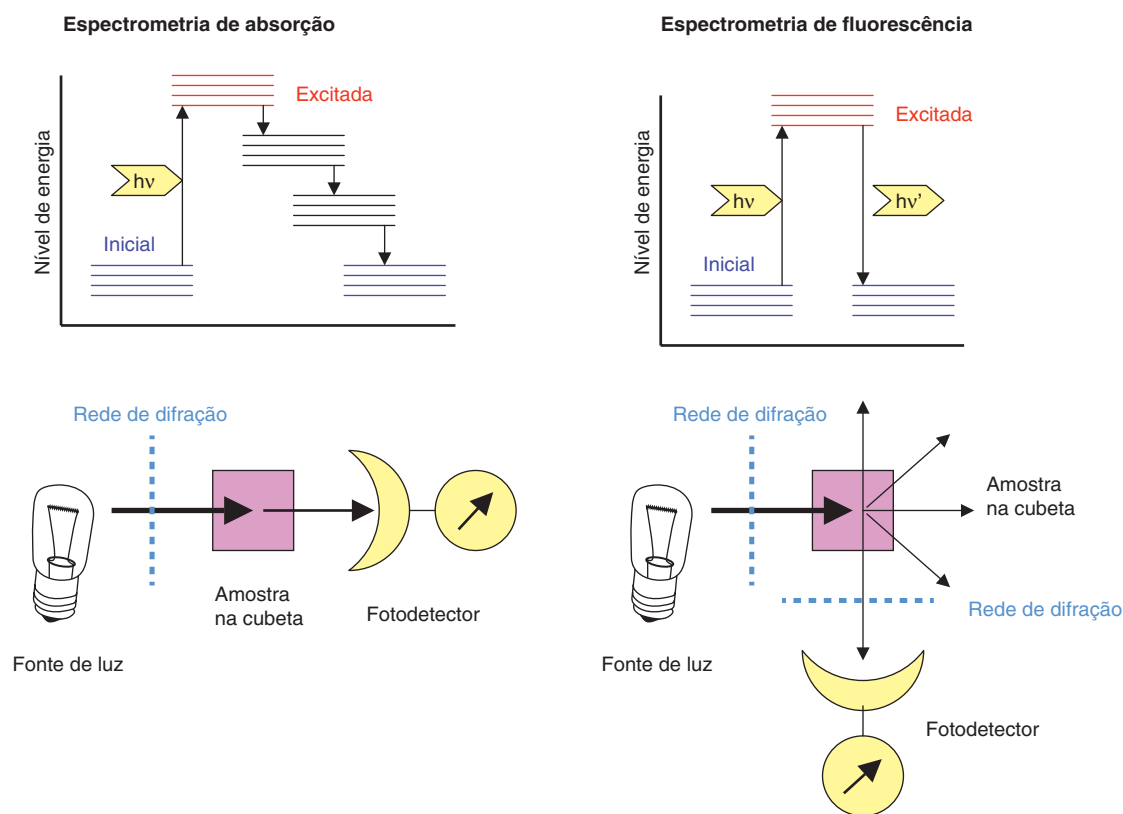 Espectrometria de absorção
Nível de energia
Excitada
hν
Inicial
Rede de difração
Amostra
na cubeta
Fotodetector
Fonte de luz
Espectrometria de fluorescência
Nível de energia
Excitada
hν
hν’
Inicial
Rede de difração
Amostra
na cubeta
Rede de difração
Fonte de luz
Fotodetector